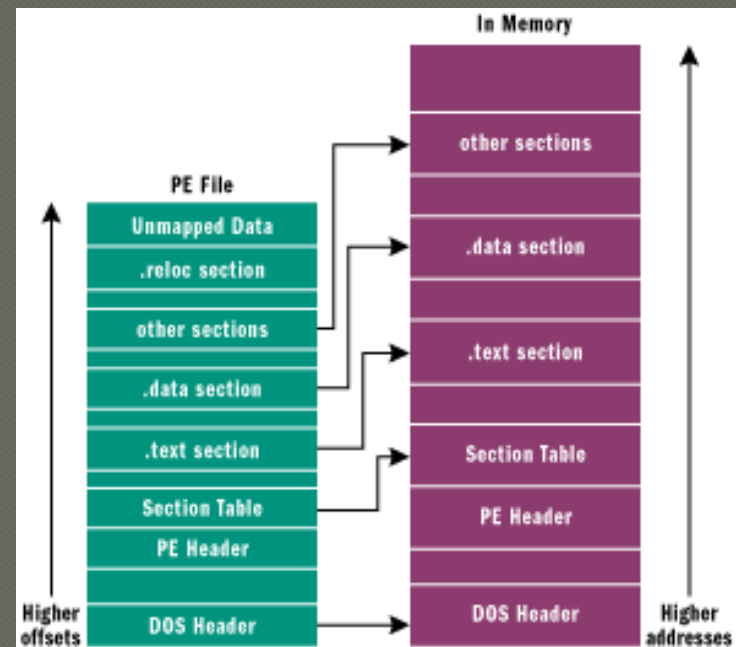 In Memory
PE File
Unmapped Data
.reloc section
other sections
.data section
.text section
Section Table
PE Header
DOS Header
Higher
offsets
other sections
.data section
.text section
Section Table
PE Header
DOS Header
Higher
addresses